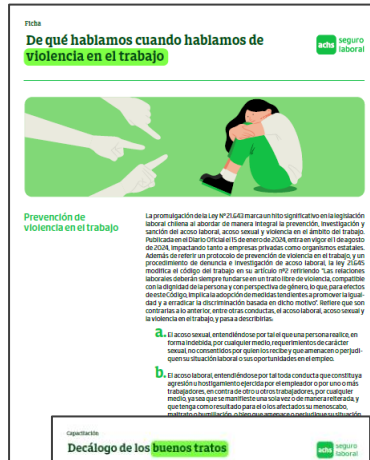 Ficha
De qué hablamos cuando hablamos de
violencia en el trabajo
achs seguro
laboral
Prevención de
violencia en el trabajo
La promulgación de la Ley Nº 21.643 marca un hito significativo en la legislación
laboral chilena al abordar de manera integral la prevención, investigación y
sanción del acoso laboral, acoso sexual y violencia en el ámbito del trabajo.
Publicada en el Diario Oficial el 15 de enero de 2024, entra en vigor el 1 de agosto
de 2024, impactando tanto a empresas privadas como organismos estatales.
Además de referir un protocolo de prevención de violencia en el trabajo, y un
procedimiento de denuncia e investigación de acoso laboral, la ley 21.645
modifica el código del trabajo en su artículo nº2 refiriendo "Las relaciones
laborales deberán siempre fundarse en un trato libre de violencia, compatible
con la dignidad de la persona y con perspectiva de género, lo que, para efectos
de este Código, implica la adopción de medidas tendientes a promover la igual-
dad y a erradicar la discriminación basada en dicho motivo". Refiere que son
contrarias a lo anterior, entre otras conductas, el acoso laboral, acoso sexual y
la violencia en el trabajo, y pasa a describirlas.
a. El acoso sexual, entendiéndose por tal el que una persona realice, en
forma indebida, por cualquier medio, requerimientos de carácter
sexual, no consentidos por quien los recibe y que amenacen o perjudi-
quen su situación laboral o sus oportunidades en el empleo.
b. El acoso laboral, entendiéndose por tal toda conducta que constituya
agresión u hostigamiento ejercida por el empleador o por uno o más
trabajadores, en contra de otro u otros trabajadores, por cualquier
medio, ya sea que se manifieste una sola vez o de manera reiterada, y
que tenga como resultado para el o los afectados su menoscabo,
maltrato o humillación, o bien que amenace o perjudique su situación
Capacitación
Decálogo de los buenos tratos
achs seguro
laboral